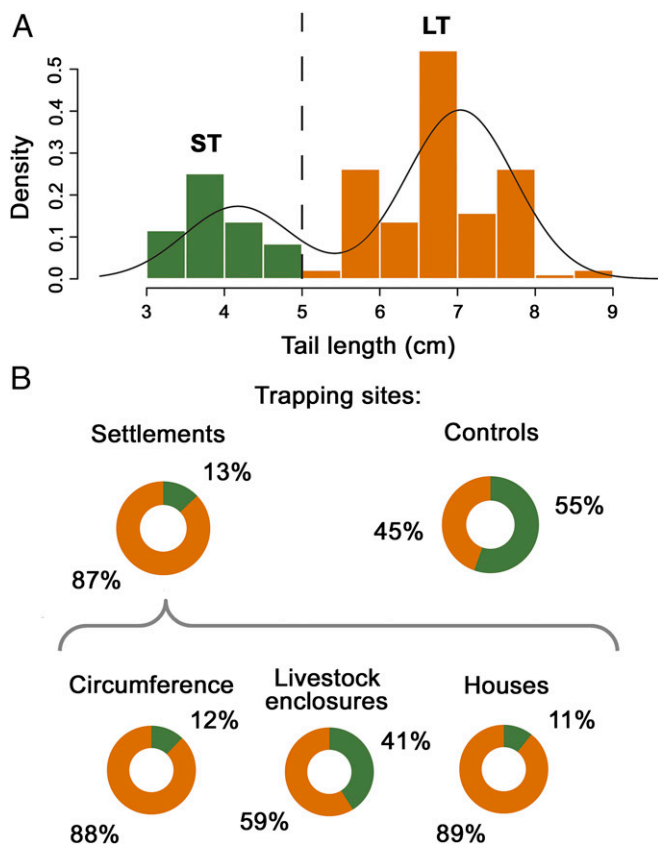 A
ST
LT
Density
0.0
0.1
0.2
0.3
0.4
0.5
3 4 5 6 7 8 9
Tail length (cm)
B
Trapping sites:
Settlements
Controls
13%
87%
55%
45%
Circumference
Livestock
enclosures
Houses
12%
88%
41%
59%
11%
89%